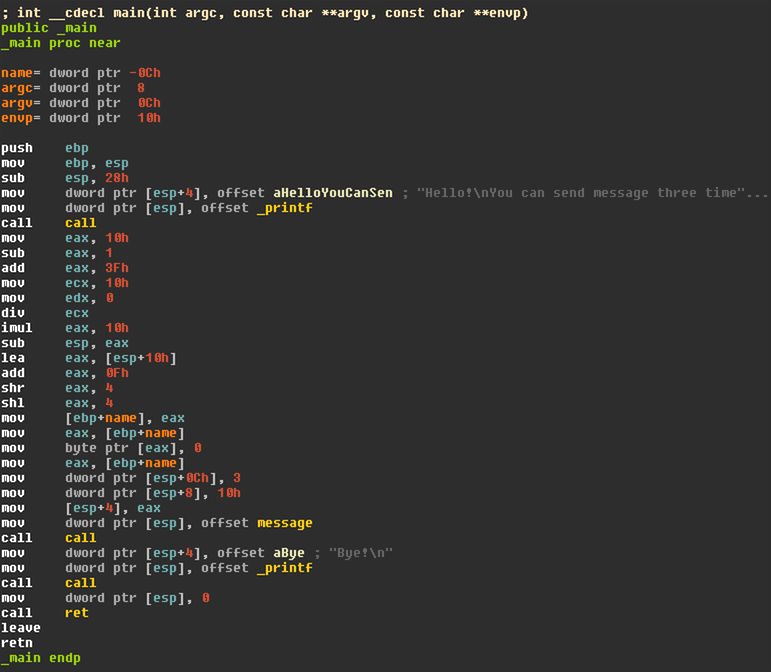 ; int __cdecl main(int argc, const char **argv, const char **envp)
public _main
_main proc near
name= dword ptr -0Ch
argc= dword ptr  8
argv= dword ptr  0Ch
envp= dword ptr  10h
push    ebp
mov     ebp, esp
sub     esp, 28h
mov     dword ptr [esp+4], offset aHelloYouCanSen ; "Hello!\nYou can send message three time"...
mov     dword ptr [esp], offset _printf
call    call
mov     eax, 10h
sub     eax, 1
add     eax, 3Fh
mov     ecx, 10h
mov     edx, 0
div     ecx
imul    eax, 10h
sub     esp, eax
lea     eax, [esp+10h]
add     eax, 0Fh
shr     eax, 4
shl     eax, 4
mov     [ebp+name], eax
mov     eax, [ebp+name]
mov     byte ptr [eax], 0
mov     eax, [ebp+name]
mov     dword ptr [esp+0Ch], 3
mov     dword ptr [esp+8], 10h
mov     [esp+4], eax
mov     dword ptr [esp], offset message
call    call
mov     dword ptr [esp+4], offset aBye ; "Bye!\n"
mov     dword ptr [esp], offset _printf
call    call
mov     dword ptr [esp], 0
call    ret
leave
retn
_main endp